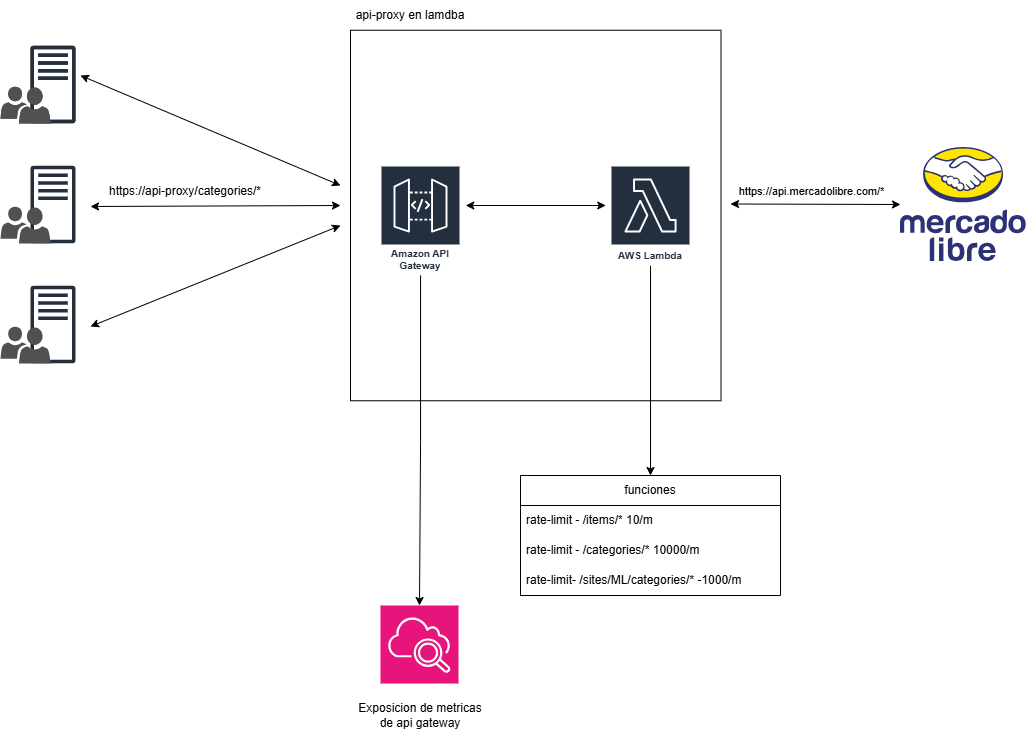 api-proxy en lamdba
https://api-proxy/categories/*
</>
Amazon API
Gateway
AWS Lambda
https://api.mercadolibre.com/*
mercado
libre
funciones
rate-limit - /items/* 10/m
rate-limit - /categories/* 10000/m
rate-limit- /sites/ML/categories/* -1000/m
Exposicion de metricas
de api gateway